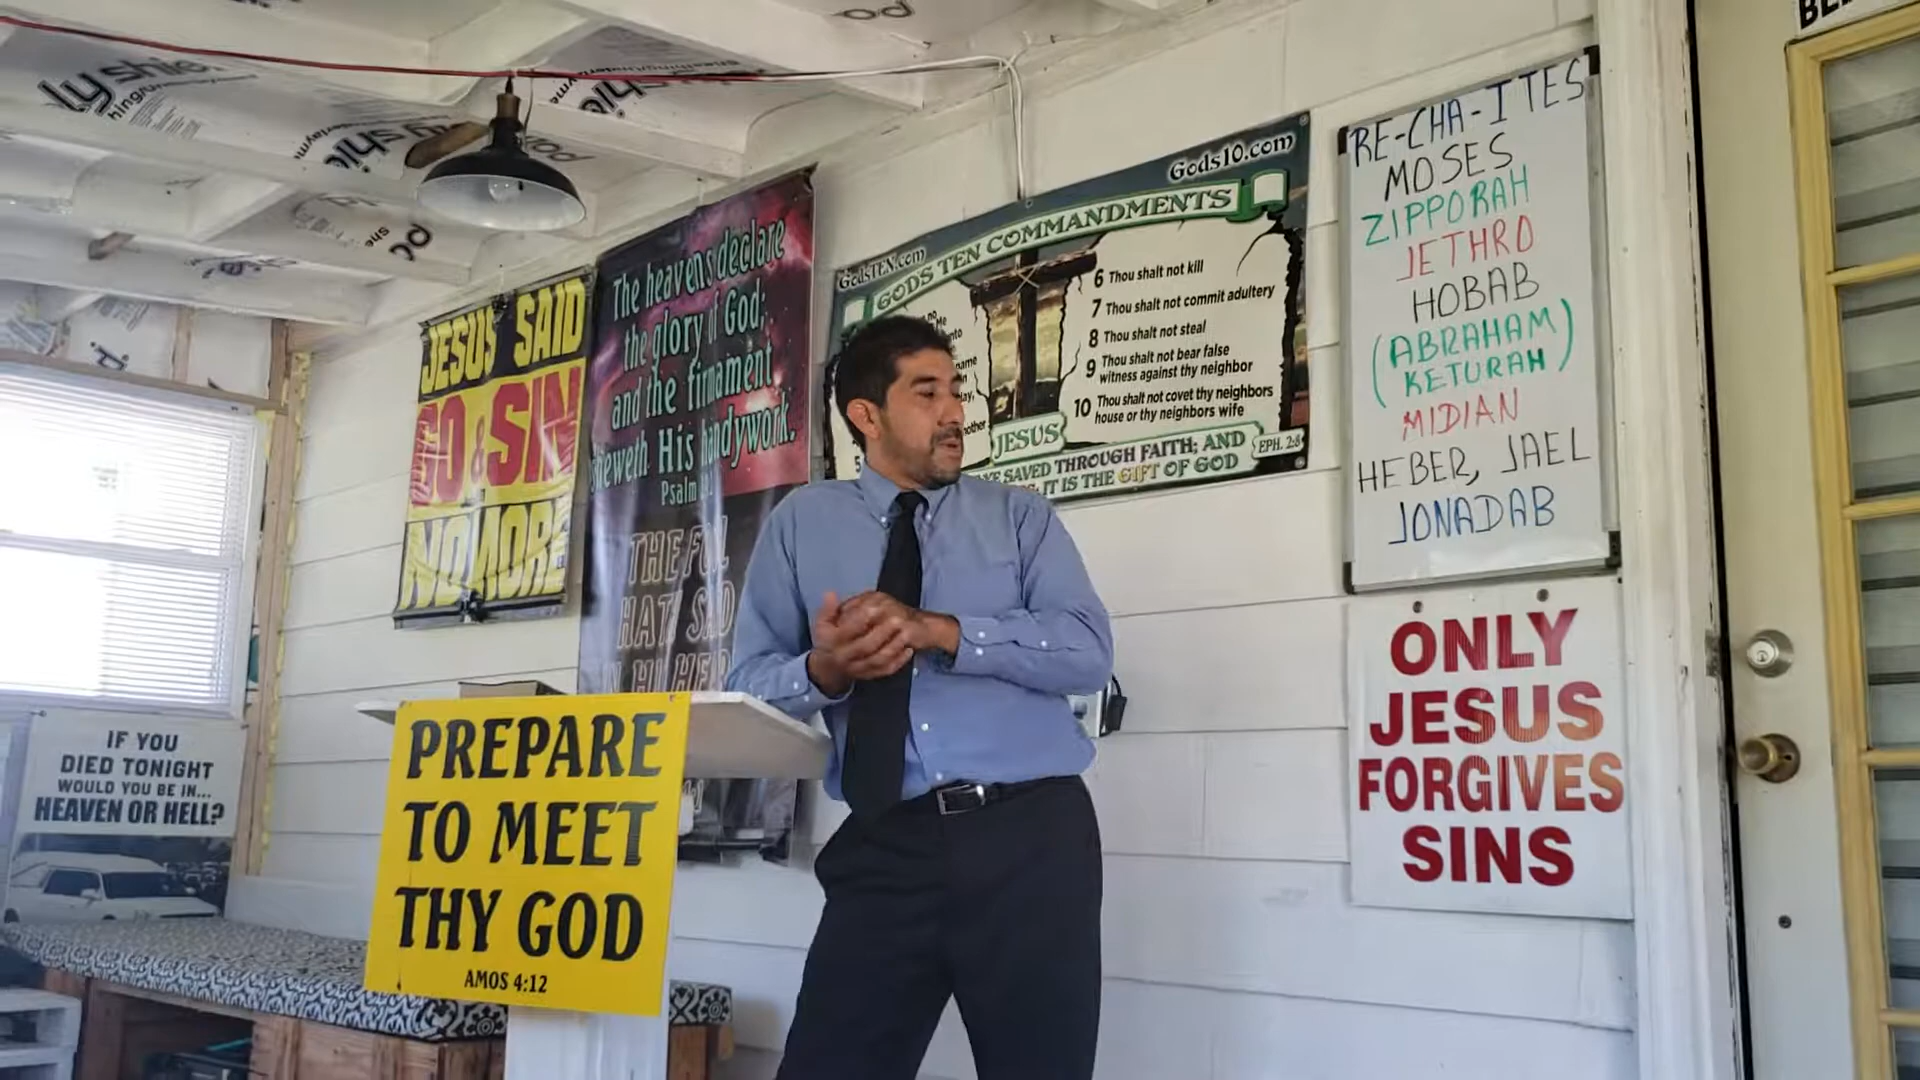 JESUS SAID
GO & SIN
NO MORE
The heavens declare
the glory of God;
and the firmament
sheweth His handywork.
Psalm
THE
HATH SAID
GodsTEN.com
Gods10.com
GOD'S TEN COMMANDMENTS
6 Thou shalt not kill
7 Thou shalt not commit adultery
8 Thou shalt not steal
9 Thou shalt not bear false
witness against thy neighbor
10 Thou shalt not covet thy neighbors
house or thy neighbors wife
JESUS
SAVED THROUGH FAITH; AND
IT IS THE GIFT OF GOD
EPH. 2:8
RE-CHA-ITES
MOSES
ZIPPORAH
JETHRO
HOBAB
(ABRAHAM
KETURAH)
MIDIAN
HEBER, JAEL
JONADAB
ONLY
JESUS
FORGIVES
SINS
PREPARE
TO MEET
THY GOD
AMOS 4:12
IF YOU
DIED TONIGHT
WOULD YOU BE IN...
HEAVEN OR HELL?